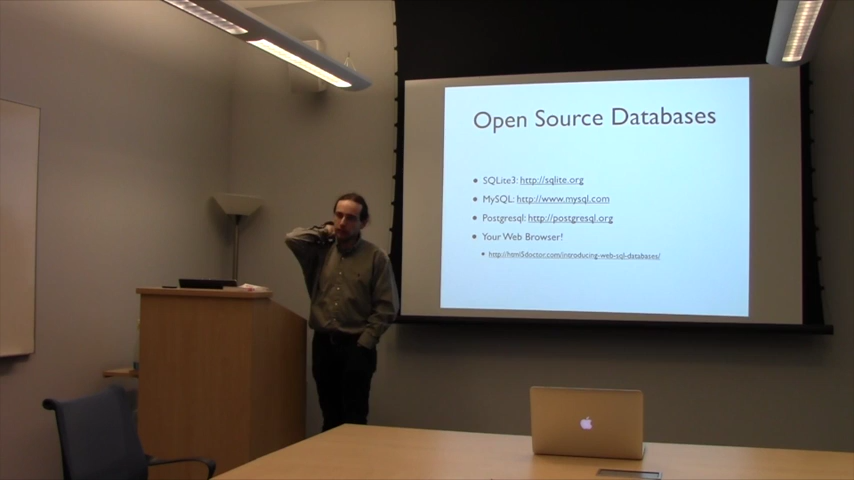 Open Source Databases
• SQLite3: http://sqlite.org
• MySQL: http://www.mysql.com
• Postgresql: http://postgresql.org
• Your Web Browser!
• http://html5doctor.com/introducing-web-sql-databases/